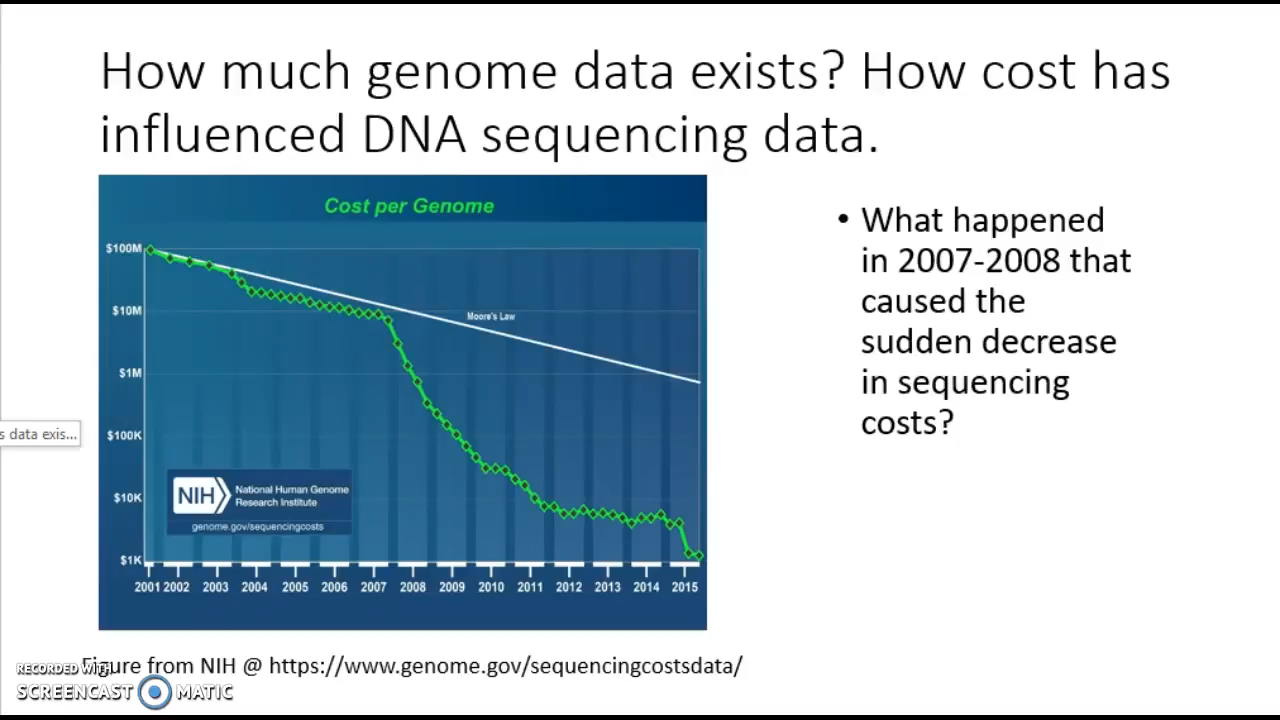 How much genome data exists? How cost has
influenced DNA sequencing data.
Cost per Genome
$100M
$10M
$1M
$100K
$10K
$1K
Moore's Law
NIH
National Human Genome
Research Institute
genome.gov/sequencingcosts
2001 2002 2003 2004 2005 2006 2007 2008 2009 2010 2011 2012 2013 2014 2015
• What happened
in 2007-2008 that
caused the
sudden decrease
in sequencing
costs?
s data exis...
Figure from NIH @ https://www.genome.gov/sequencingcostsdata/
RECORDED WITH
SCREENCAST MATIC